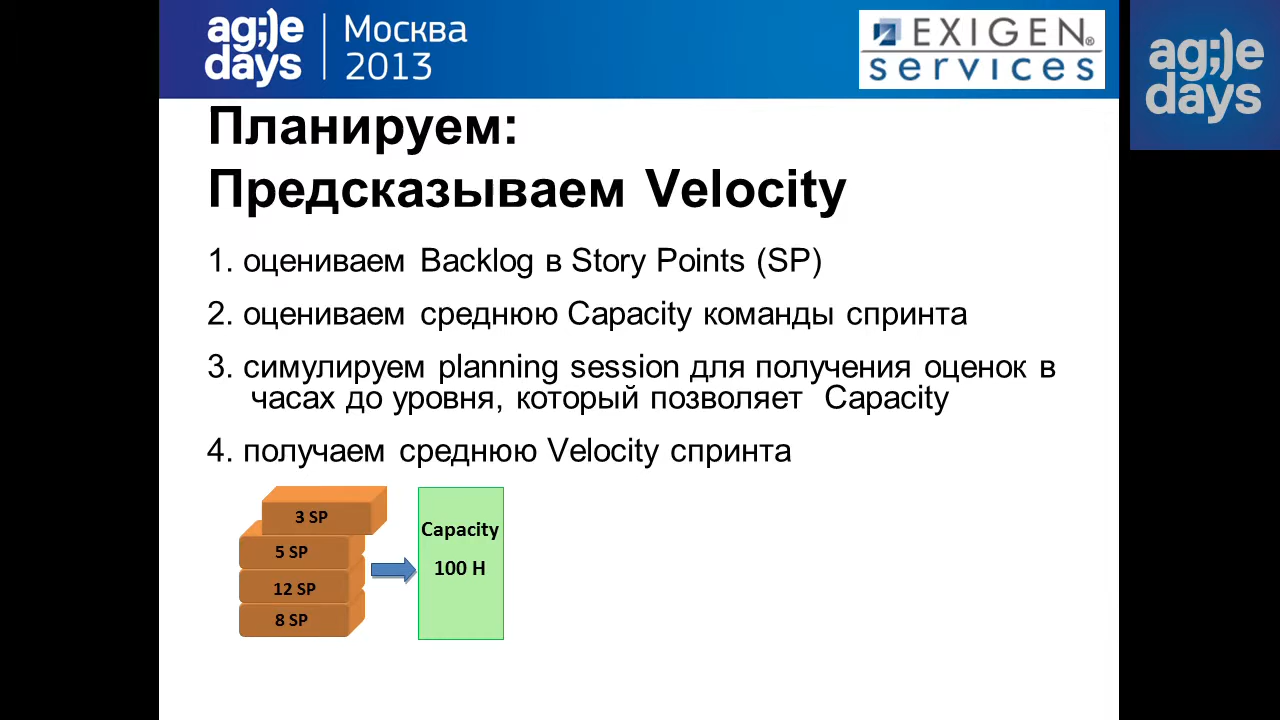 ag;)e
days
Москва
2013
EXIGEN®
services
ag;)e
days
Планируем:
Предсказываем Velocity
1. оцениваем Backlog в Story Points (SP)
2. оцениваем среднюю Capacity команды спринта
3. симулируем planning session для получения оценок в
часах до уровня, который позволяет Capacity
4. получаем среднюю Velocity спринта
3 SP
5 SP
12 SP
8 SP
Capacity
100 H